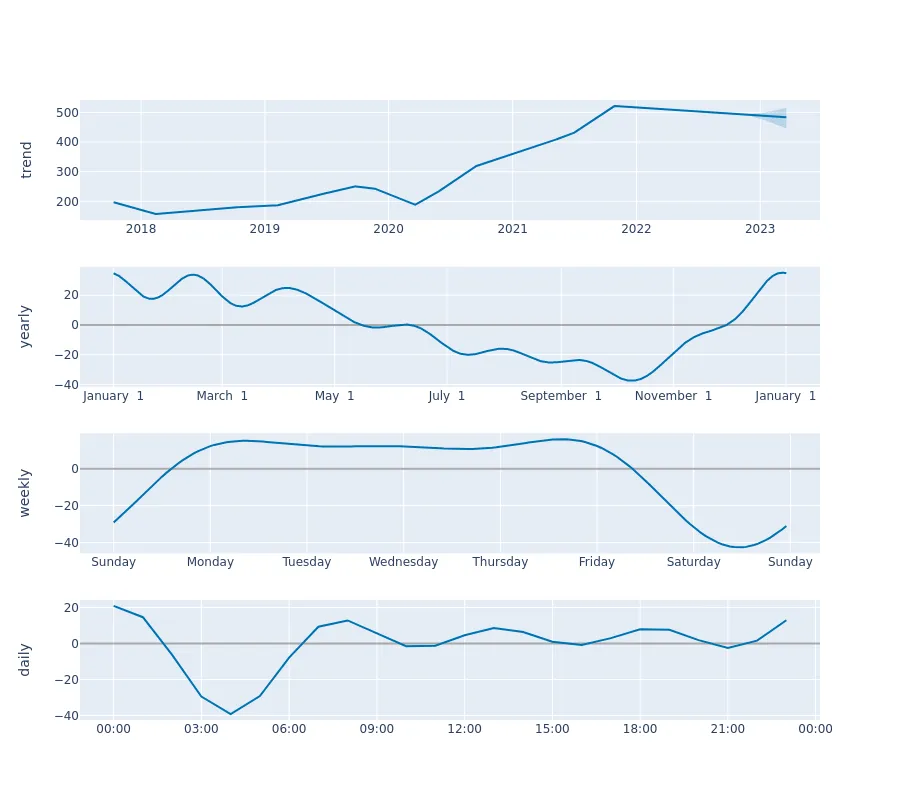 trend
500
400
300
200
2018 2019 2020 2021 2022 2023
yearly
20
0
−20
−40
January 1 March 1 May 1 July 1 September 1 November 1 January 1
weekly
0
−20
−40
Sunday Monday Tuesday Wednesday Thursday Friday Saturday Sunday
daily
20
0
−20
−40
00:00 03:00 06:00 09:00 12:00 15:00 18:00 21:00 00:00